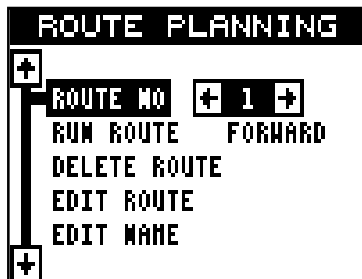 ROUTE PLANNING
ROUTE NO 1
RUN ROUTE FORWARD
DELETE ROUTE
EDIT ROUTE
EDIT NAME